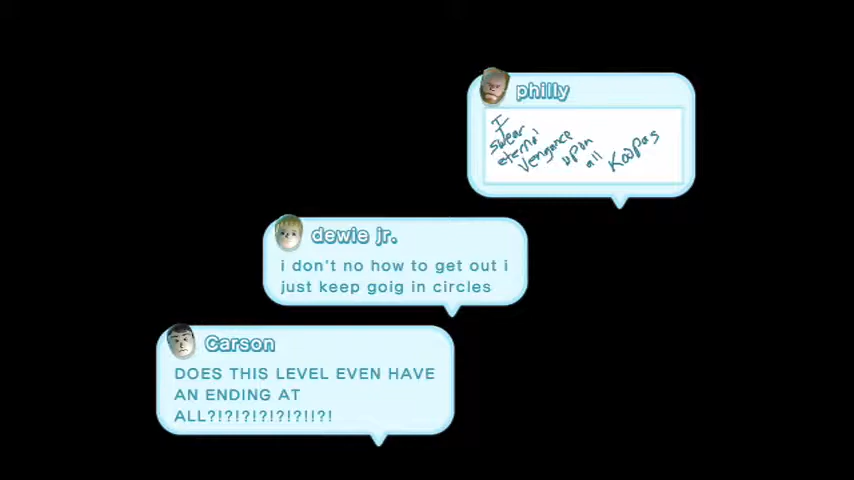 philly
I
swear
eternal
vengance
upon
all
Koopas
dewie jr.
i don't no how to get out i
just keep goig in circles
Carson
DOES THIS LEVEL EVEN HAVE
AN ENDING AT
ALL?!?!?!?!?!?!!?!